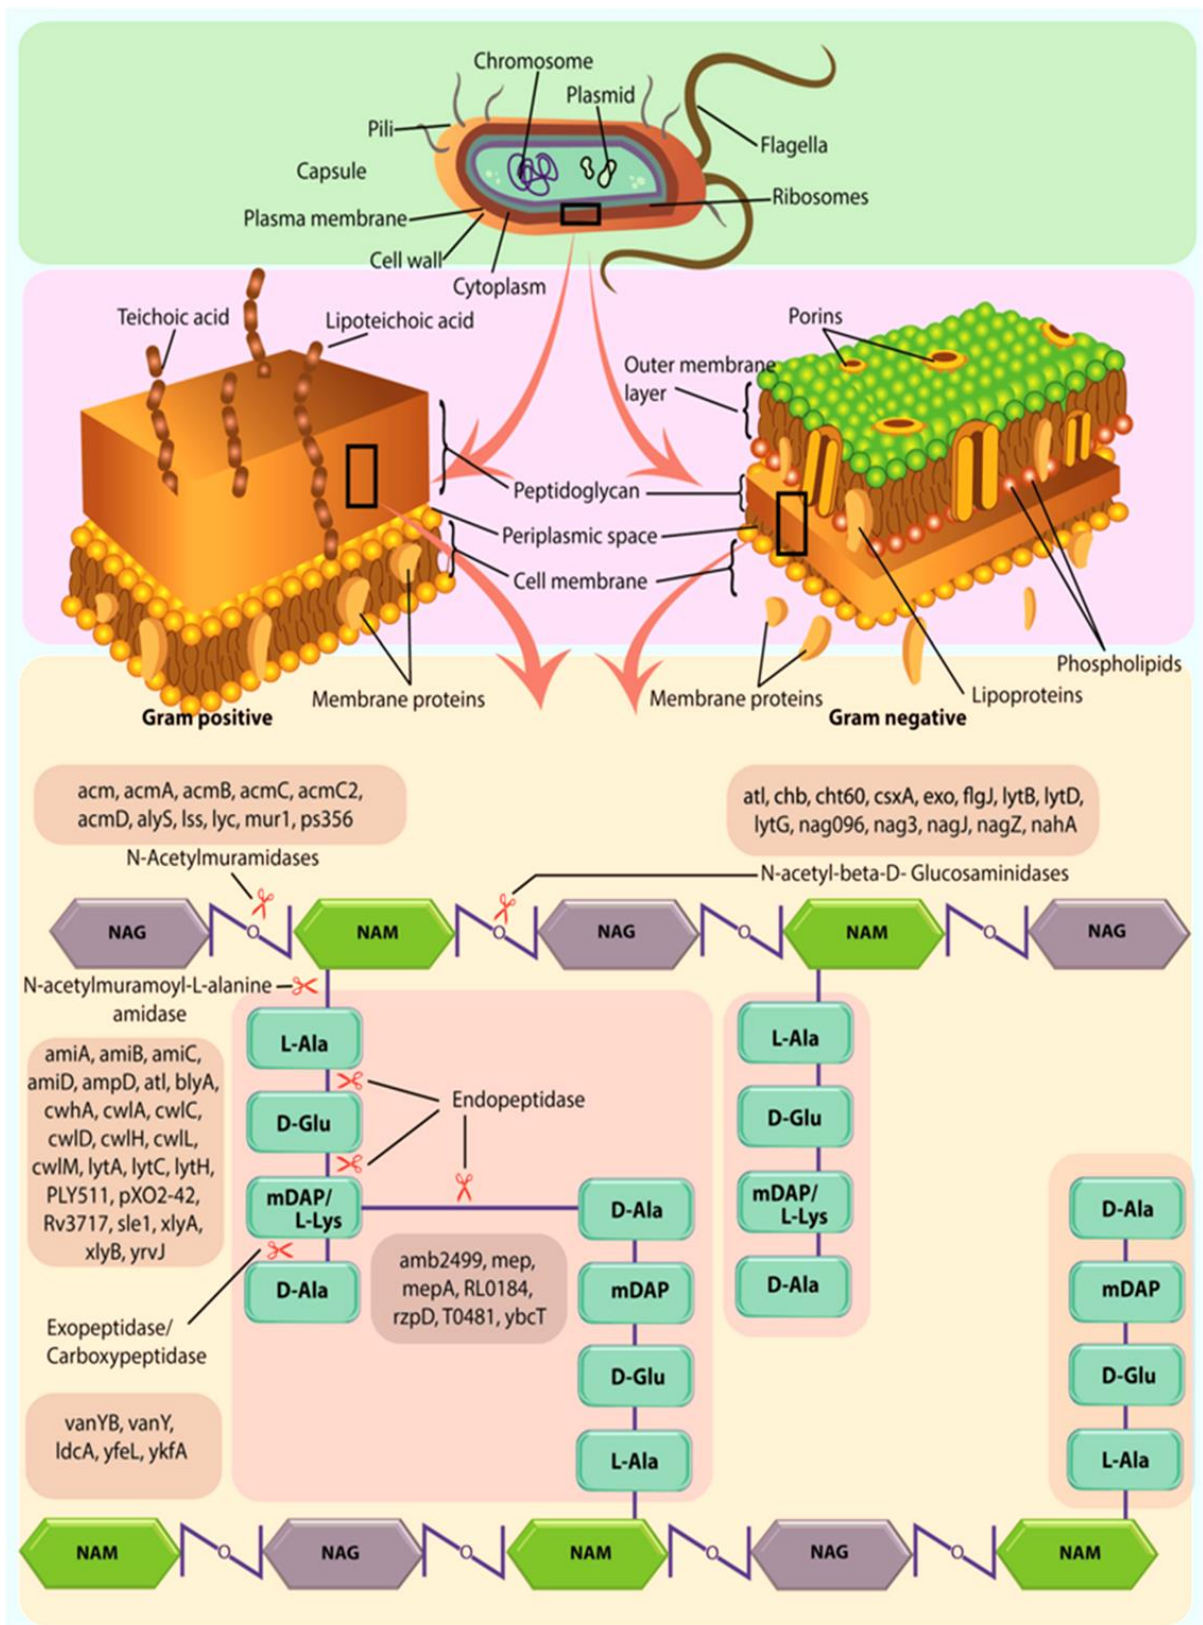 Chromosome
Plasmid
Pili
Flagella
Capsule
Ribosomes
Plasma membrane
Cell wall
Cytoplasm
Teichoic acid
Lipoteichoic acid
Porins
Outer membrane
layer
Peptidoglycan
Periplasmic space
Cell membrane
Membrane proteins
Gram positive
Membrane proteins
Phospholipids
Lipoproteins
Gram negative
acm, acmA, acmB, acmC, acmC2,
acmD, alyS, lss, lyc, mur1, ps356
N-Acetylmuramidases
atl, chb, cht60, csxA, exo, flgJ, lytB, lytD,
lytG, nag096, nag3, nagJ, nagZ, nahA
N-acetyl-beta-D- Glucosaminidases
NAG
O
NAM
O
NAG
O
NAM
O
NAG
N-acetylmuramoyl-L-alanine
amidase
amiA, amiB, amiC,
amiD, ampD, atl, blyA,
cwhA, cwlA, cwlC,
cwlD, cwlH, cwlL,
cwlM, lytA, lytC, lytH,
PLY511, pXO2-42,
Rv3717, sle1, xlyA,
xlyB, yrvJ
L-Ala
D-Glu
mDAP/
L-Lys
D-Ala
Endopeptidase
amb2499, mep,
mepA, RL0184,
rzpD, T0481, ybcT
D-Ala
mDAP
D-Glu
L-Ala
L-Ala
D-Glu
mDAP/
L-Lys
D-Ala
D-Ala
mDAP
D-Glu
L-Ala
Exopeptidase/
Carboxypeptidase
vanYB, vanY,
ldcA, yfeL, ykfA
NAM
O
NAG
O
NAM
O
NAG
O
NAM